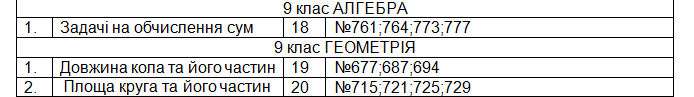 9 клас АЛГЕБРА
1. Задачі на обчислення сум 18 №761;764;773;777
9 клас ГЕОМЕТРІЯ
1. Довжина кола та його частин 19 №677;687;694
2. Площа круга та його частин 20 №715;721;725;729